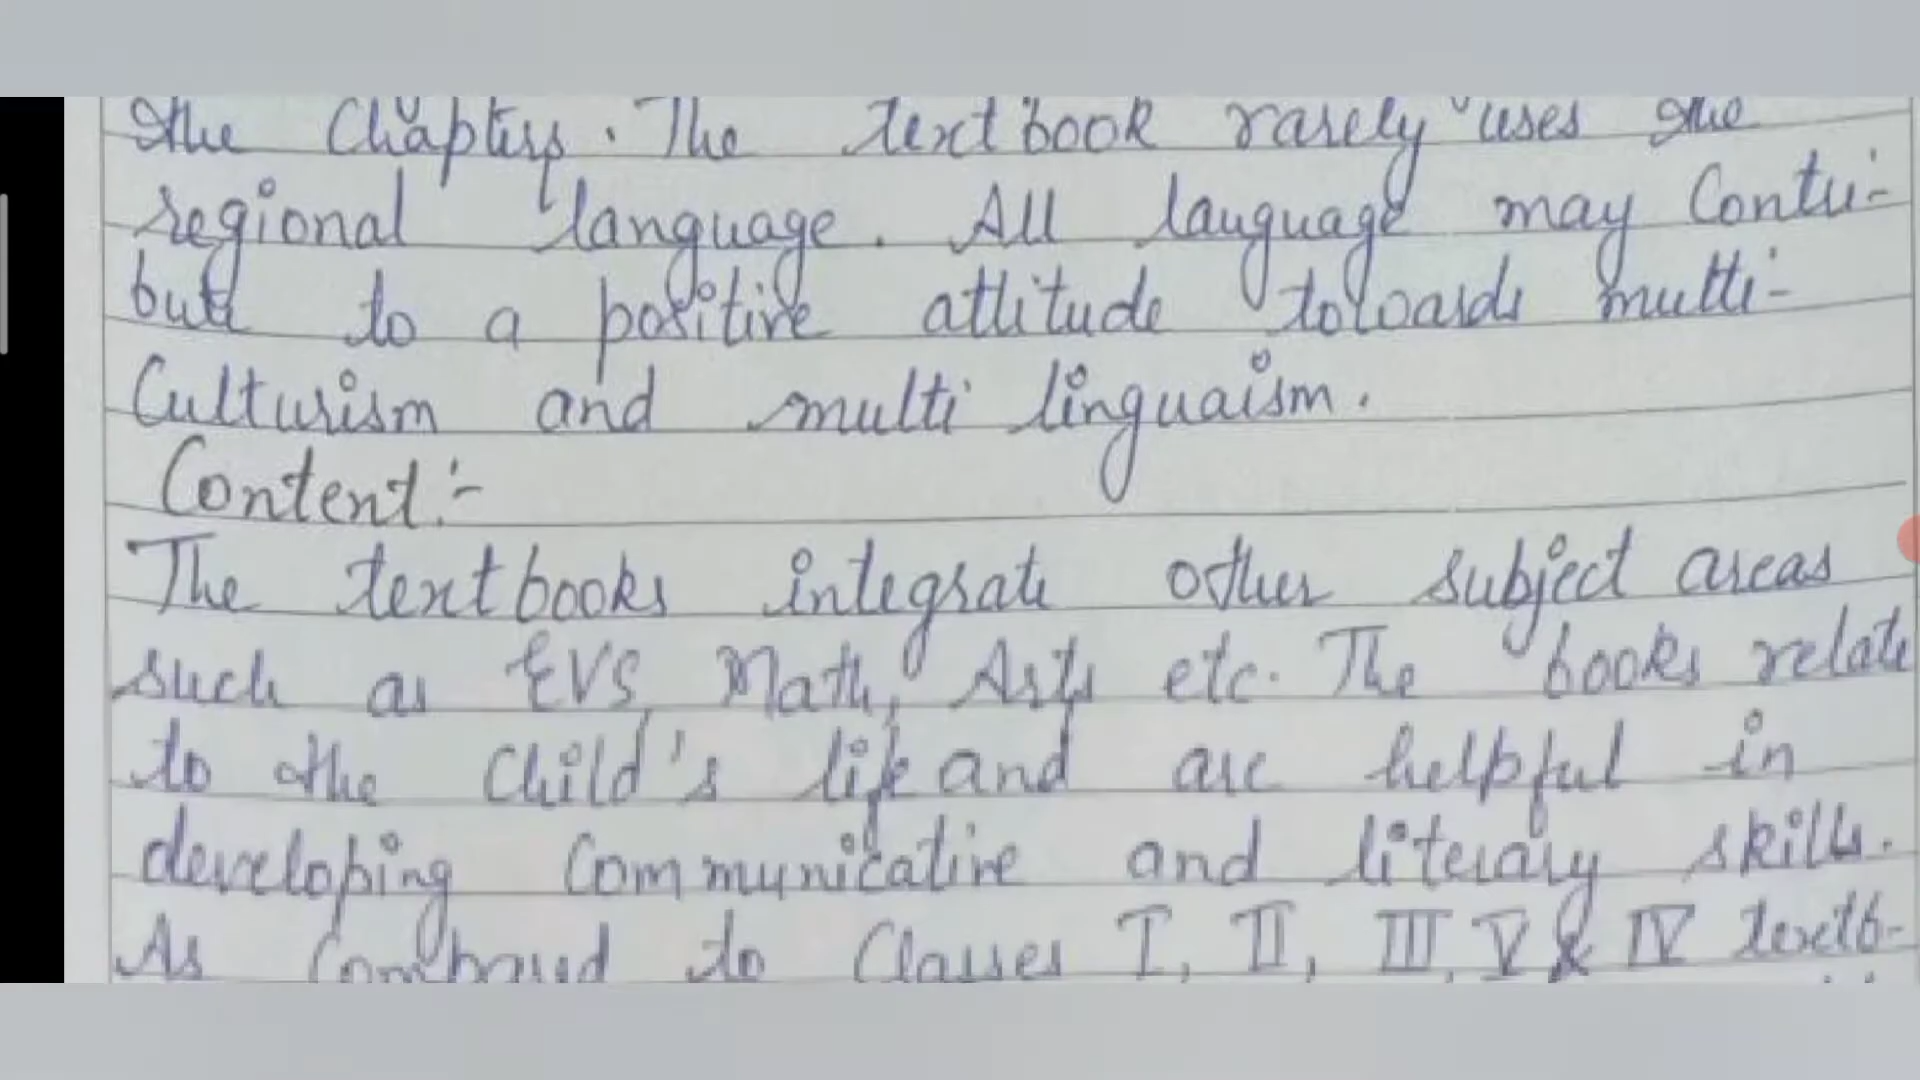 the Chapters. The textbook rarely uses the
regional language. All language may Contri-
bute to a positive attitude towards multi-
Culturism and multi linguaism.
Content:-
The textbooks integrate other subject areas
such as EVS, Math, Arts etc. The books relate
to the Child's life and are helpful in
developing Communicative and literary skills.
As Compared to Classes I, II, III, V & IV textb-